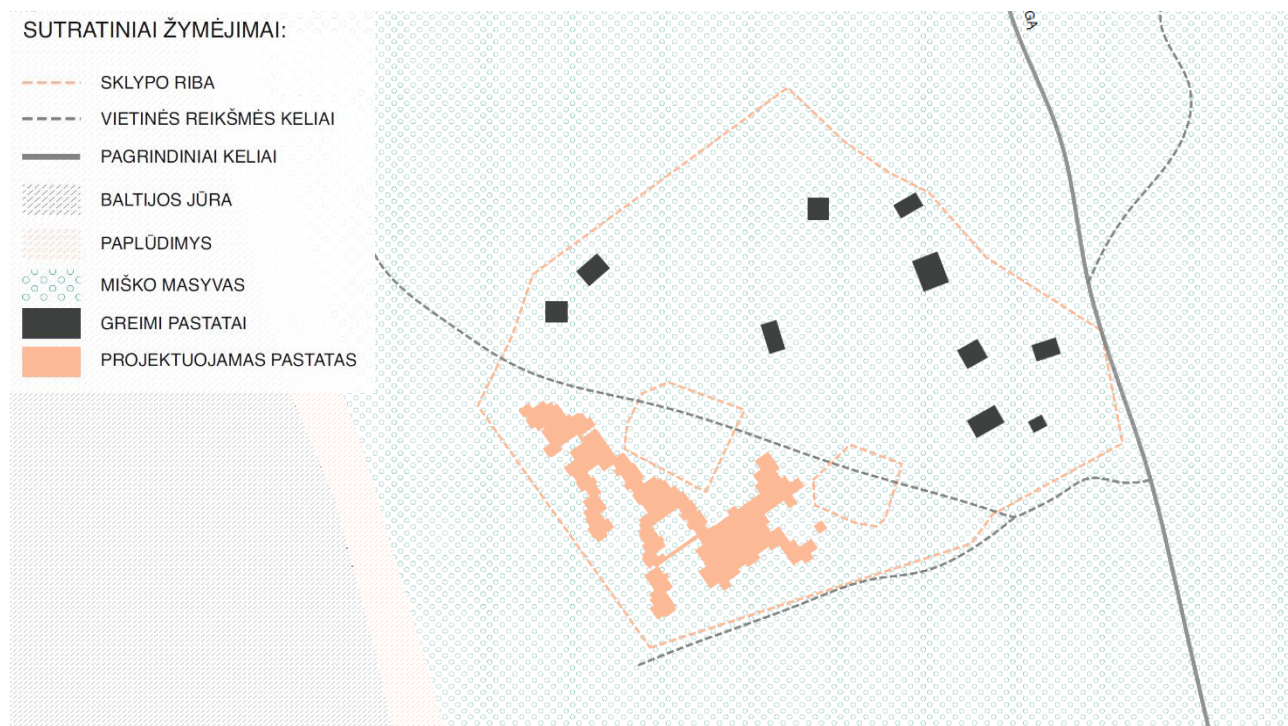 SUTRATINIAI ŽYMĖJIMAI:
SKLYPO RIBA
VIETINĖS REIKŠMĖS KELIAI
PAGRINDINIAI KELIAI
BALTIJOS JŪRA
PAPLŪDIMYS
MIŠKO MASYVAS
GREIMI PASTATAI
PROJEKTUOJAMAS PASTATAS